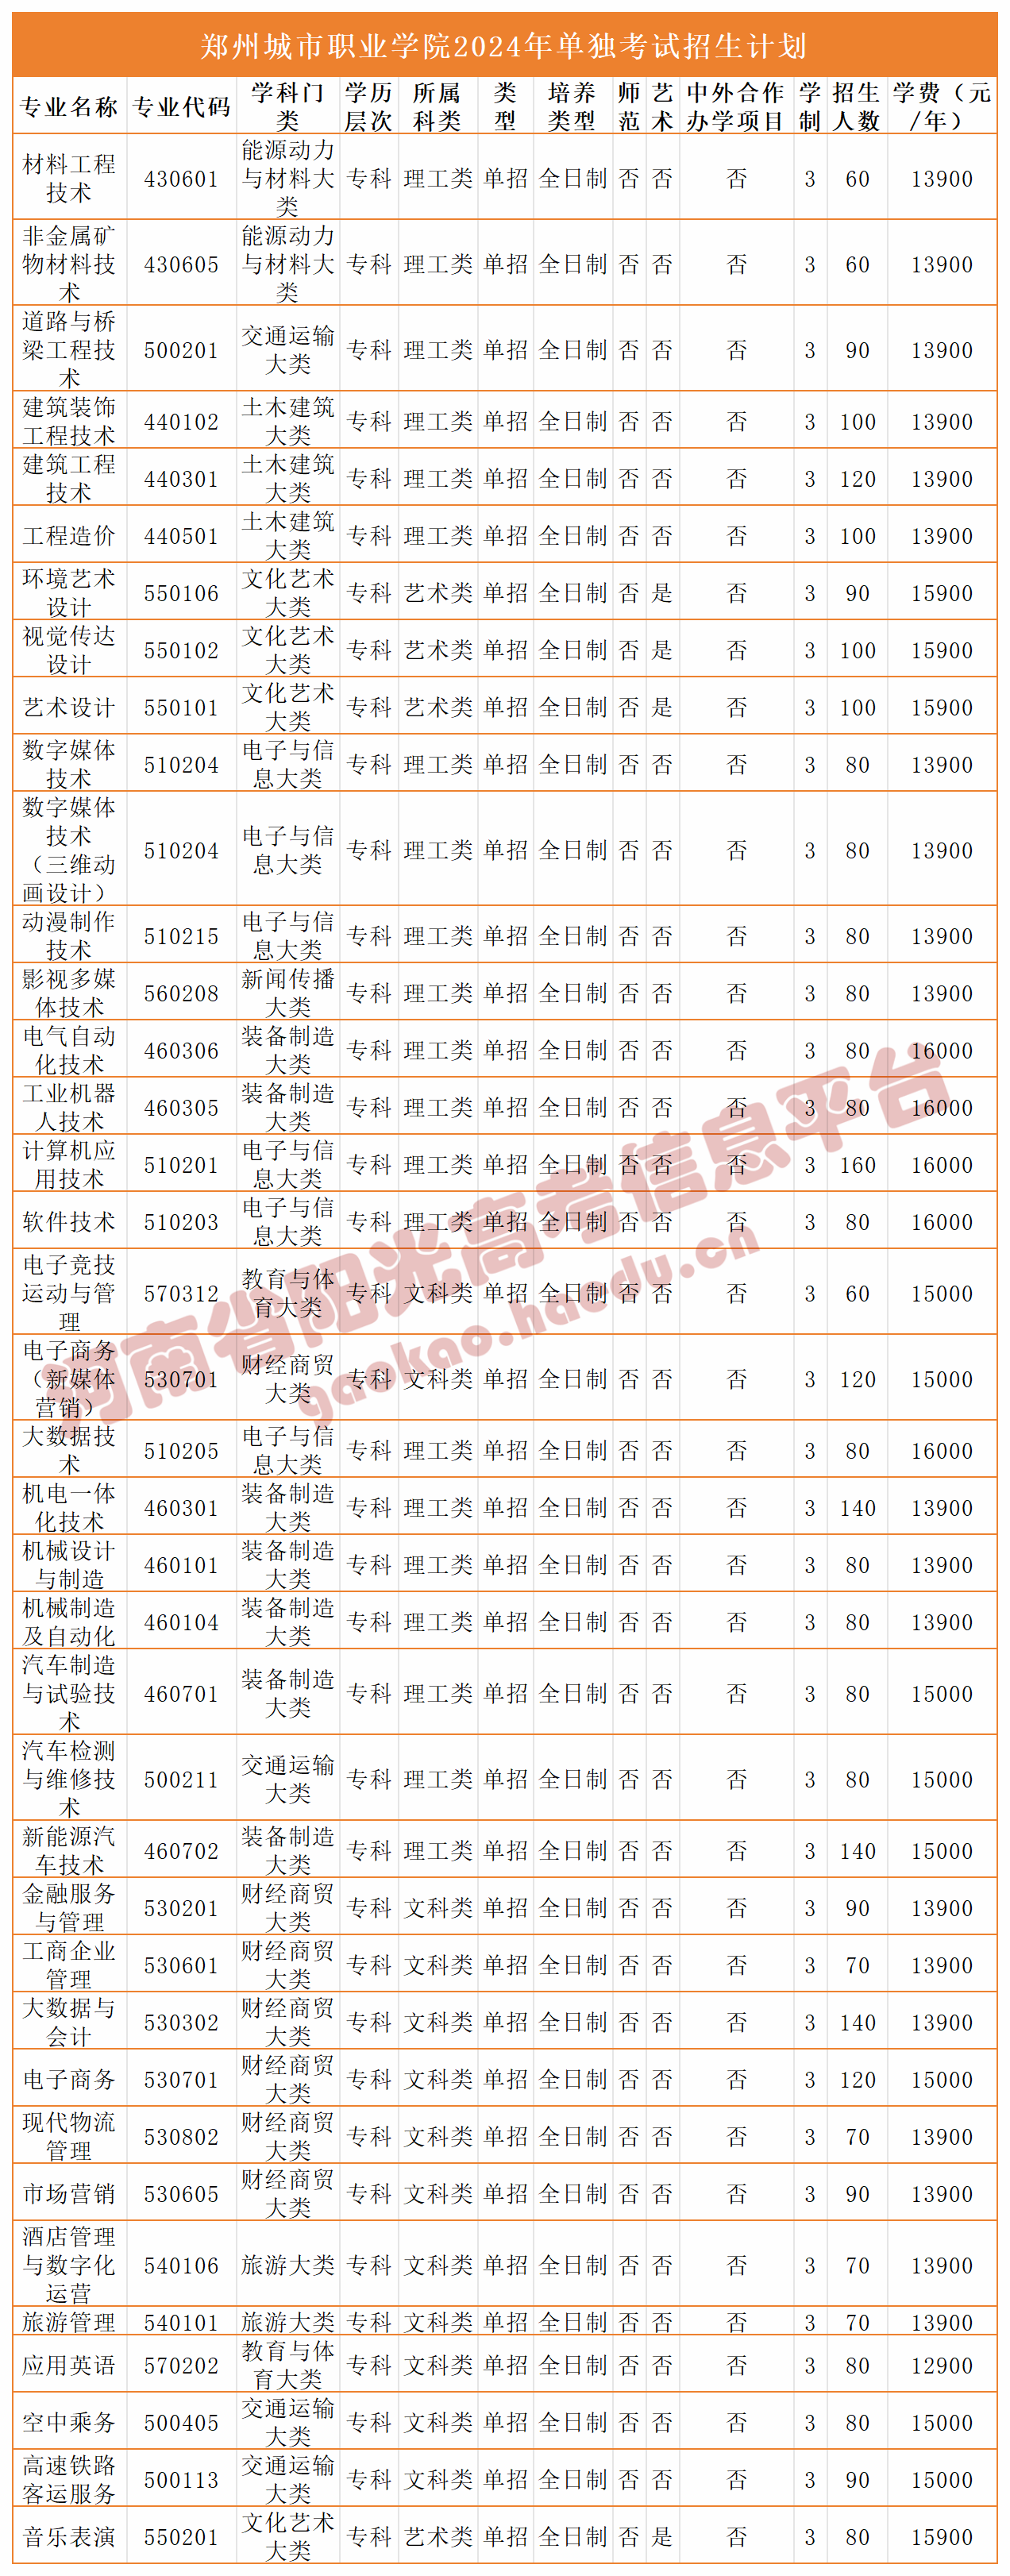 郑州城市职业学院2024年单独考试招生计划
专业名称 专业代码 学科门类 学历层次 所属科类 类型 培养类型 师范 艺术 中外合作办学项目 学制 招生人数 学费（元/年）
材料工程技术 430601 能源动力与材料大类 专科 理工类 单招 全日制 否 否 否 3 60 13900
非金属矿物材料技术 430605 能源动力与材料大类 专科 理工类 单招 全日制 否 否 否 3 60 13900
道路与桥梁工程技术 500201 交通运输大类 专科 理工类 单招 全日制 否 否 否 3 90 13900
建筑装饰工程技术 440102 土木建筑大类 专科 理工类 单招 全日制 否 否 否 3 100 13900
建筑工程技术 440301 土木建筑大类 专科 理工类 单招 全日制 否 否 否 3 120 13900
工程造价 440501 土木建筑大类 专科 理工类 单招 全日制 否 否 否 3 100 13900
环境艺术设计 550106 文化艺术大类 专科 艺术类 单招 全日制 否 是 否 3 90 15900
视觉传达设计 550102 文化艺术大类 专科 艺术类 单招 全日制 否 是 否 3 100 15900
艺术设计 550101 文化艺术大类 专科 艺术类 单招 全日制 否 是 否 3 100 15900
数字媒体技术 510204 电子与信息大类 专科 理工类 单招 全日制 否 否 否 3 80 13900
数字媒体技术（三维动画设计） 510204 电子与信息大类 专科 理工类 单招 全日制 否 否 否 3 80 13900
动漫制作技术 510215 电子与信息大类 专科 理工类 单招 全日制 否 否 否 3 80 13900
影视多媒体技术 560208 新闻传播大类 专科 理工类 单招 全日制 否 否 否 3 80 13900
电气自动化技术 460306 装备制造大类 专科 理工类 单招 全日制 否 否 否 3 80 16000
工业机器人技术 460305 装备制造大类 专科 理工类 单招 全日制 否 否 否 3 80 16000
计算机应用技术 510201 电子与信息大类 专科 理工类 单招 全日制 否 否 否 3 160 16000
软件技术 510203 电子与信息大类 专科 理工类 单招 全日制 否 否 否 3 80 16000
电子竞技运动与管理 570312 教育与体育大类 专科 文科类 单招 全日制 否 否 否 3 60 15000
电子商务（新媒体营销） 530701 财经商贸大类 专科 文科类 单招 全日制 否 否 否 3 120 15000
大数据技术 510205 电子与信息大类 专科 理工类 单招 全日制 否 否 否 3 80 16000
机电一体化技术 460301 装备制造大类 专科 理工类 单招 全日制 否 否 否 3 140 13900
机械设计与制造 460101 装备制造大类 专科 理工类 单招 全日制 否 否 否 3 80 13900
机械制造及自动化 460104 装备制造大类 专科 理工类 单招 全日制 否 否 否 3 80 13900
汽车制造与试验技术 460701 装备制造大类 专科 理工类 单招 全日制 否 否 否 3 80 15000
汽车检测与维修技术 500211 交通运输大类 专科 理工类 单招 全日制 否 否 否 3 80 15000
新能源汽车技术 460702 装备制造大类 专科 理工类 单招 全日制 否 否 否 3 140 15000
金融服务与管理 530201 财经商贸大类 专科 文科类 单招 全日制 否 否 否 3 90 13900
工商企业管理 530601 财经商贸大类 专科 文科类 单招 全日制 否 否 否 3 70 13900
大数据与会计 530302 财经商贸大类 专科 文科类 单招 全日制 否 否 否 3 140 13900
电子商务 530701 财经商贸大类 专科 文科类 单招 全日制 否 否 否 3 120 15000
现代物流管理 530802 财经商贸大类 专科 文科类 单招 全日制 否 否 否 3 70 13900
市场营销 530605 财经商贸大类 专科 文科类 单招 全日制 否 否 否 3 90 13900
酒店管理与数字化运营 540106 旅游大类 专科 文科类 单招 全日制 否 否 否 3 70 13900
旅游管理 540101 旅游大类 专科 文科类 单招 全日制 否 否 否 3 70 13900
应用英语 570202 教育与体育大类 专科 文科类 单招 全日制 否 否 否 3 80 12900
空中乘务 500405 交通运输大类 专科 文科类 单招 全日制 否 否 否 3 80 15000
高速铁路客运服务 500113 交通运输大类 专科 文科类 单招 全日制 否 否 否 3 90 15000
音乐表演 550201 文化艺术大类 专科 艺术类 单招 全日制 否 是 否 3 80 15900
河南省阳光高考信息平台
gaokao.haedu.cn